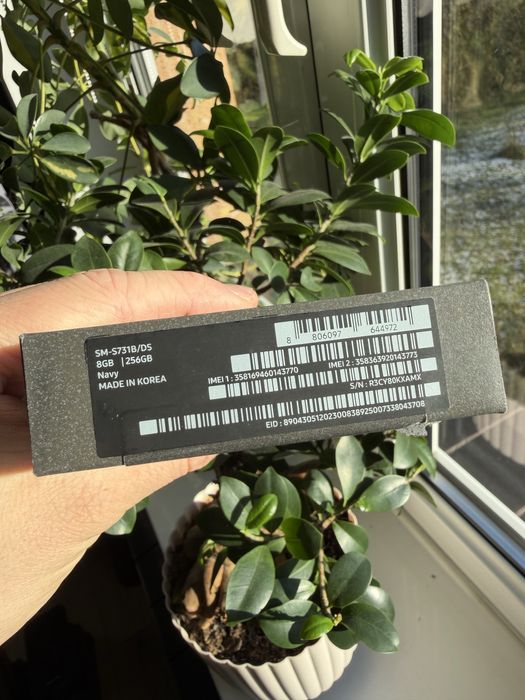 SM-S731B/DS
8GB | 256GB
Navy
MADE IN KOREA
8 806097 644972
IMEI 1 : 358169460143770
IMEI 2 : 358363920143773
S/N : R3CY80KXAMX
EID : 89043051202300838925007338043708